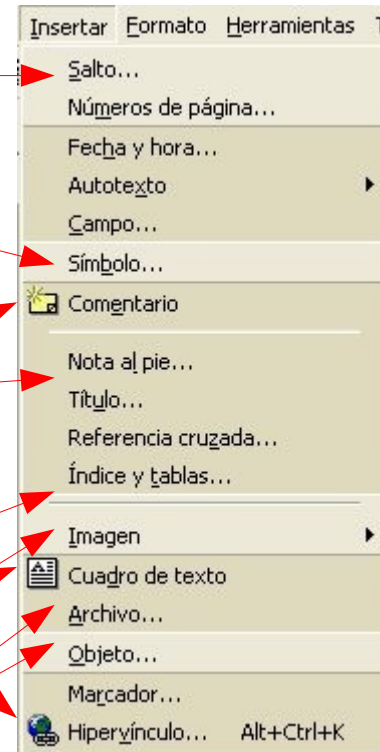 Insertar Formato Herramientas T
Salto...
Números de página...
Fecha y hora...
Autotexto
Campo...
Símbolo...
Comentario
Nota al pie...
Título...
Referencia cruzada...
Índice y tablas...
Imagen
Cuadro de texto
Archivo...
Objeto...
Marcador...
Hipervínculo... Alt+Ctrl+K